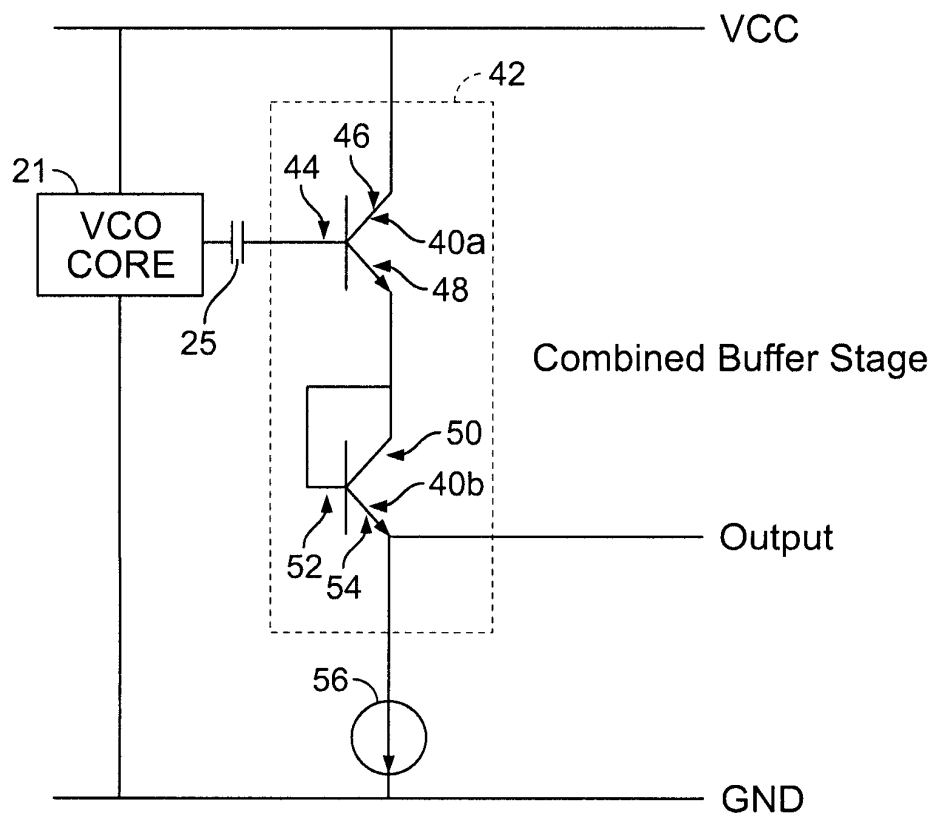 VCC
42
46
21
44
VCO
CORE
40a
48
25
Combined Buffer Stage
50
40b
52
54
Output
56
GND